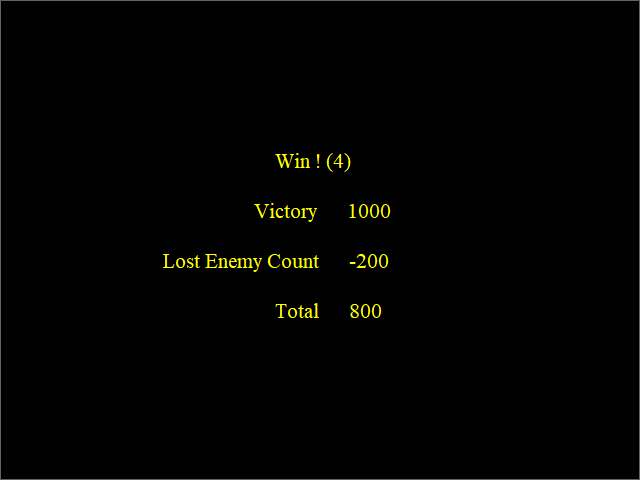 Win ! (4)
Victory 1000
Lost Enemy Count -200
Total 800